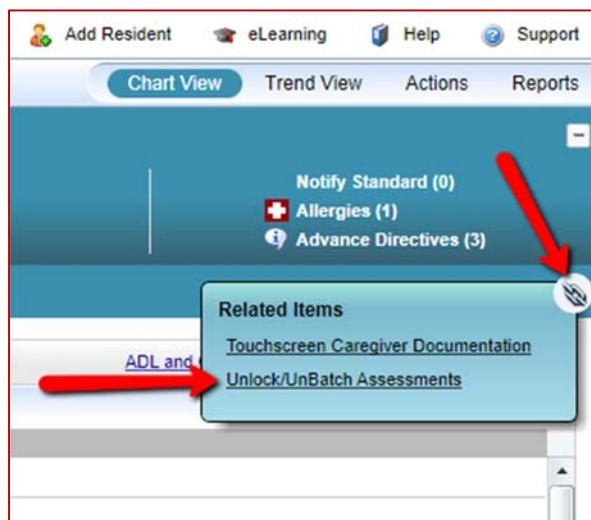 Add Resident eLearning Help Support
Chart View Trend View Actions Reports
Notify Standard (0)
Allergies (1)
Advance Directives (3)
Related Items
Touchscreen Caregiver Documentation
ADL and
Unlock/UnBatch Assessments